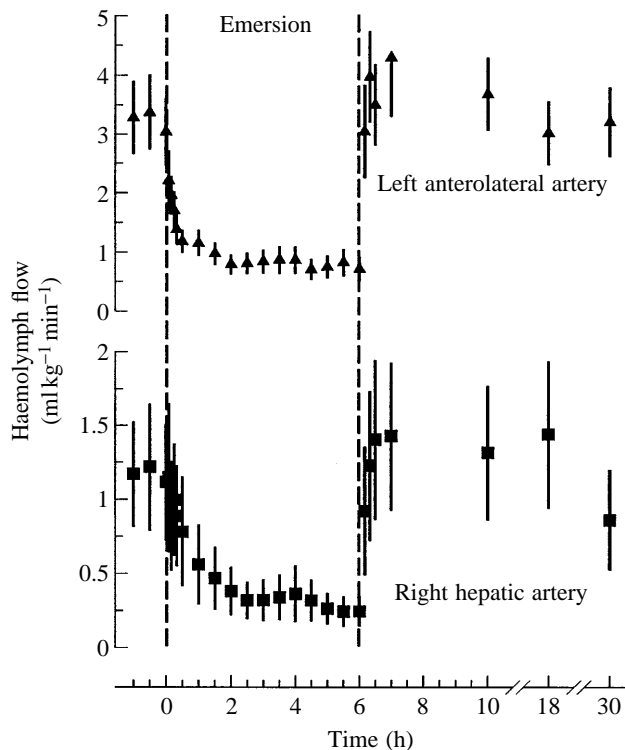 Emersion
5
4
3
2
1
0
Left anterolateral artery
Haemolymph flow
(ml kg⁻¹ min⁻¹)
1.5
1
0.5
0
Right hepatic artery
0 2 4 6 8 10 18 30
Time (h)